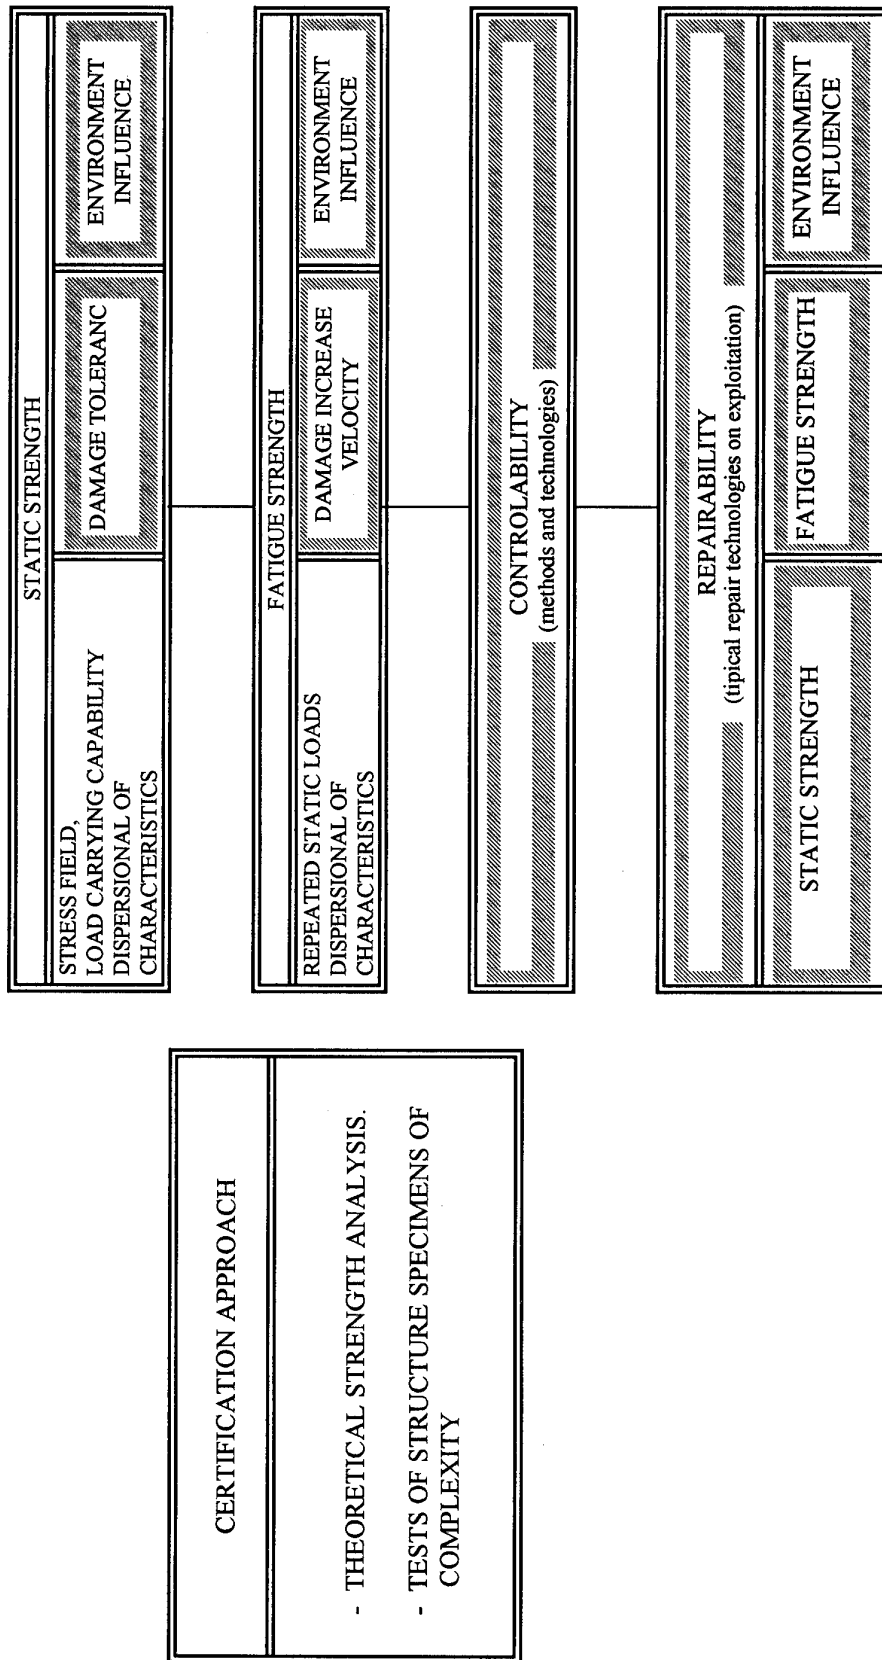 CERTIFICATION APPROACH
- THEORETICAL STRENGTH ANALYSIS.
- TESTS OF STRUCTURE SPECIMENS OF
COMPLEXITY
STATIC STRENGTH
STRESS FIELD,
LOAD CARRYING CAPABILITY
DISPERSIONAL OF
CHARACTERISTICS
DAMAGE TOLERANC
ENVIRONMENT
INFLUENCE
FATIGUE STRENGTH
REPEATED STATIC LOADS
DISPERSIONAL OF
CHARACTERISTICS
DAMAGE INCREASE
VELOCITY
ENVIRONMENT
INFLUENCE
CONTROLABILITY
(methods and technologies)
REPAIRABILITY
(tipical repair technologies on exploitation)
STATIC STRENGTH
FATIGUE STRENGTH
ENVIRONMENT
INFLUENCE